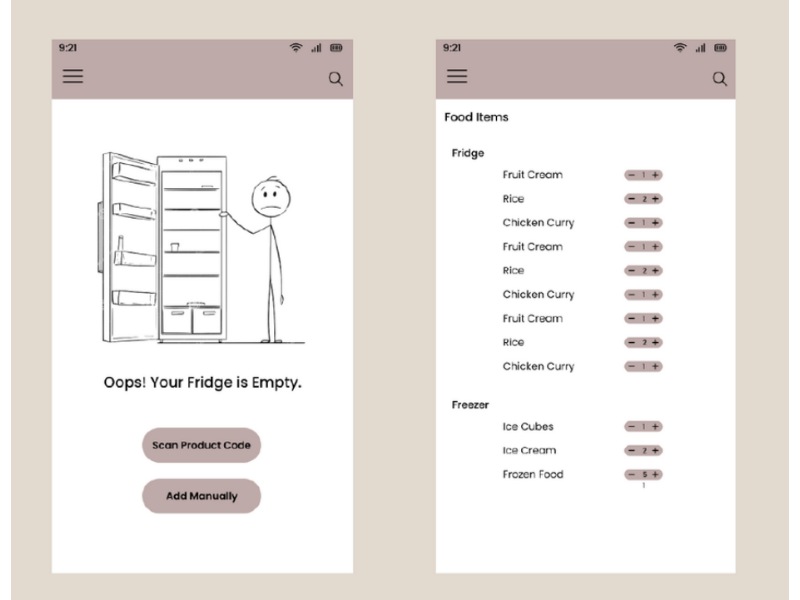 9:21
Oops! Your Fridge is Empty.
Scan Product Code
Add Manually
9:21
Food Items
Fridge
Fruit Cream - 1 +
Rice - 2 +
Chicken Curry - 1 +
Fruit Cream - 1 +
Rice - 2 +
Chicken Curry - 1 +
Fruit Cream - 1 +
Rice - 2 +
Chicken Curry - 1 +
Freezer
Ice Cubes - 1 +
Ice Cream - 2 +
Frozen Food - 5 +
1